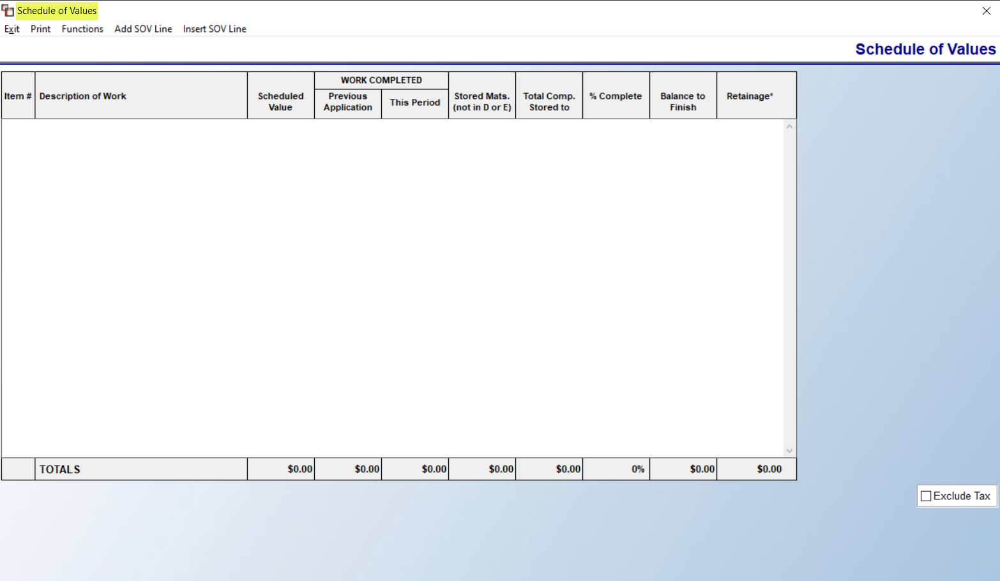 Schedule of Values
Exit Print Functions Add SOV Line Insert SOV Line
Schedule of Values
WORK COMPLETED
Item # Description of Work Scheduled Value Previous Application This Period Stored Mats. (not in D or E) Total Comp. Stored to % Complete Balance to Finish Retainage*
TOTALS $0.00 $0.00 $0.00 $0.00 $0.00 0% $0.00 $0.00
Exclude Tax